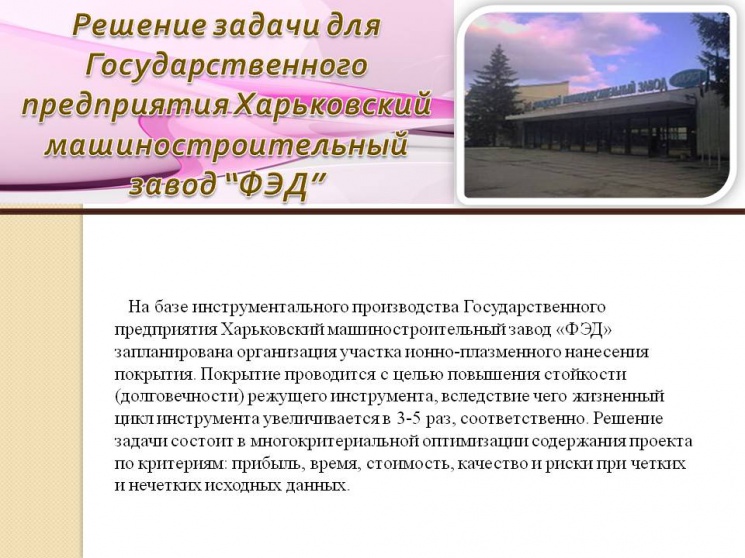 Решение задачи для
Государственного
предприятия Харьковский
машиностроительный
завод "ФЭД"
МАШИНОСТРОИТЕЛЬНЫЙ ЗАВОД
На базе инструментального производства Государственного
предприятия Харьковский машиностроительный завод «ФЭД»
запланирована организация участка ионно-плазменного нанесения
покрытия. Покрытие проводится с целью повышения стойкости
(долговечности) режущего инструмента, вследствие чего жизненный
цикл инструмента увеличивается в 3-5 раз, соответственно. Решение
задачи состоит в многокритериальной оптимизации содержания проекта
по критериям: прибыль, время, стоимость, качество и риски при четких
и нечетких исходных данных.